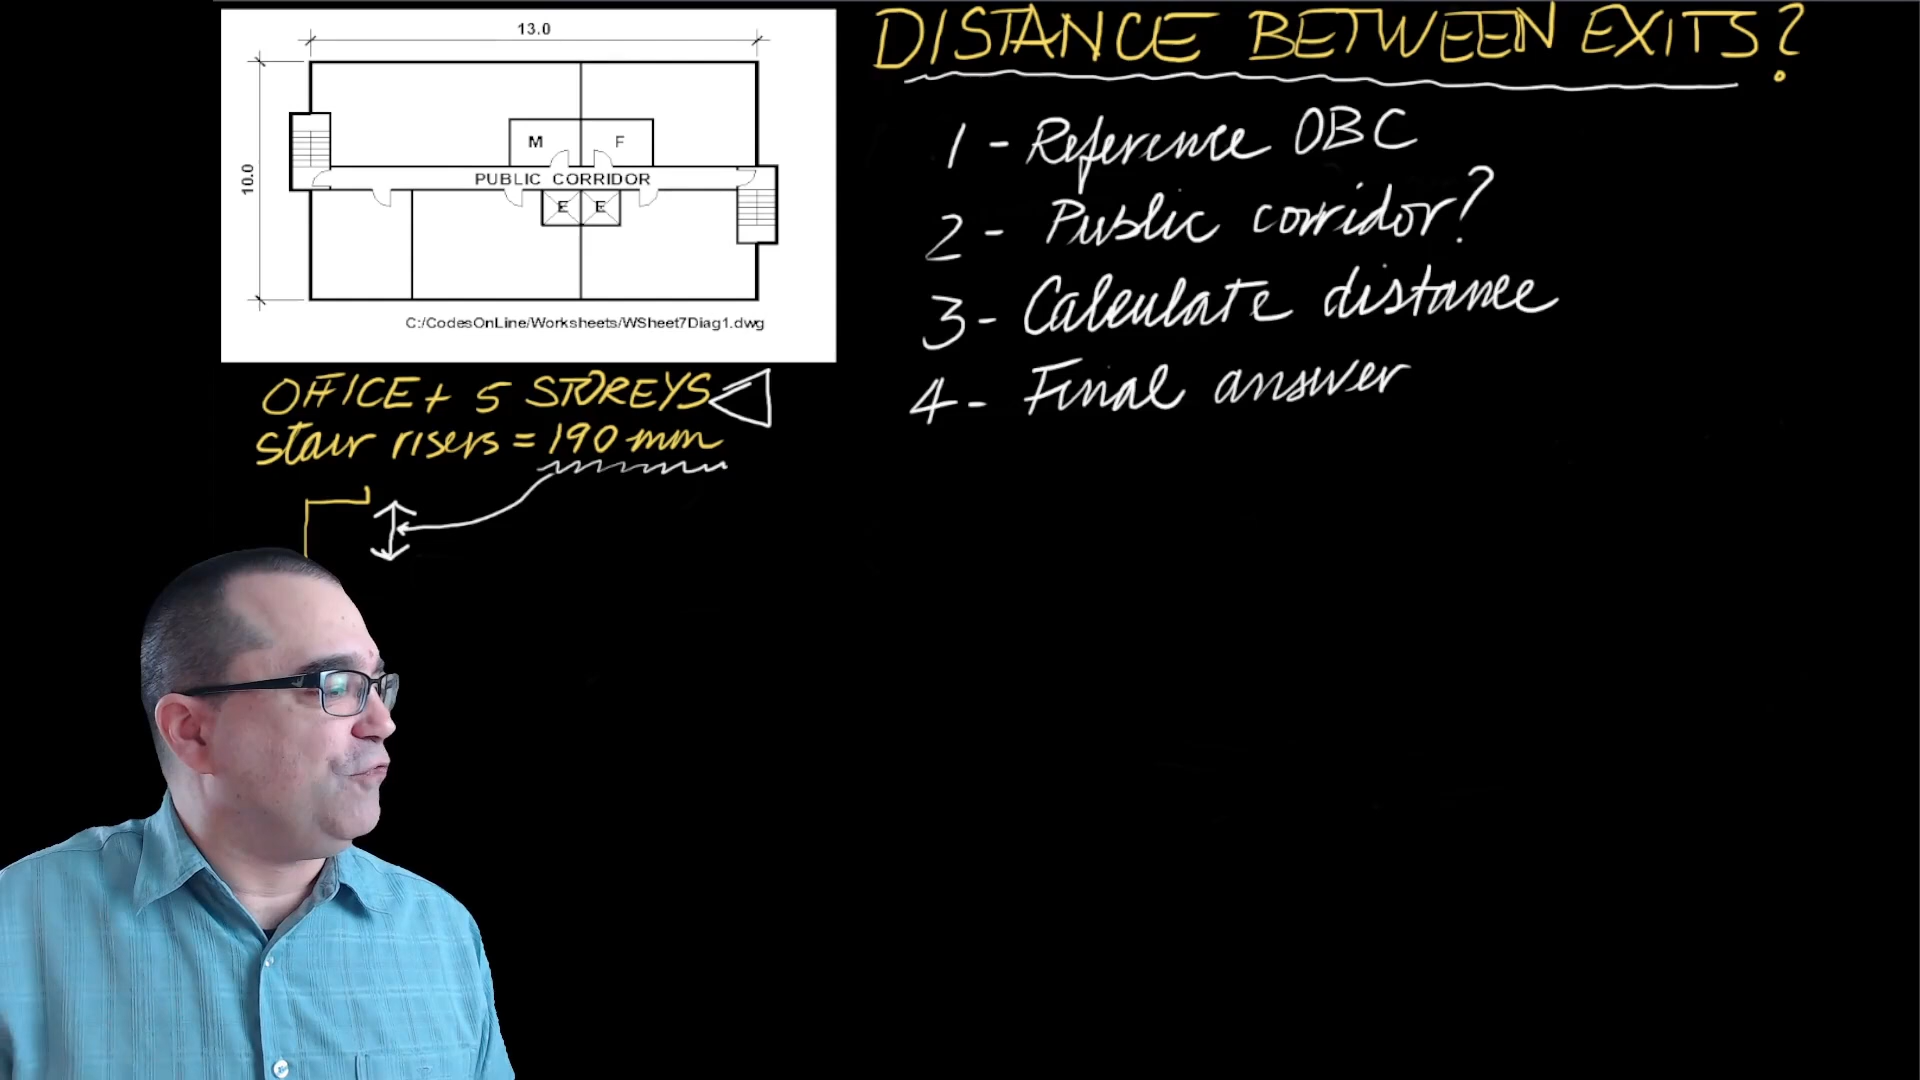 13.0
10.0
M
F
PUBLIC CORRIDOR
E E
C:/CodesOnLine/Worksheets/WSheet7Diag1.dwg
OFFICE + 5 STOREYS
stair risers = 190 mm
DISTANCE BETWEEN EXITS?
1 - Reference OBC
2 - Public corridor?
3 - Calculate distance
4 - Final answer